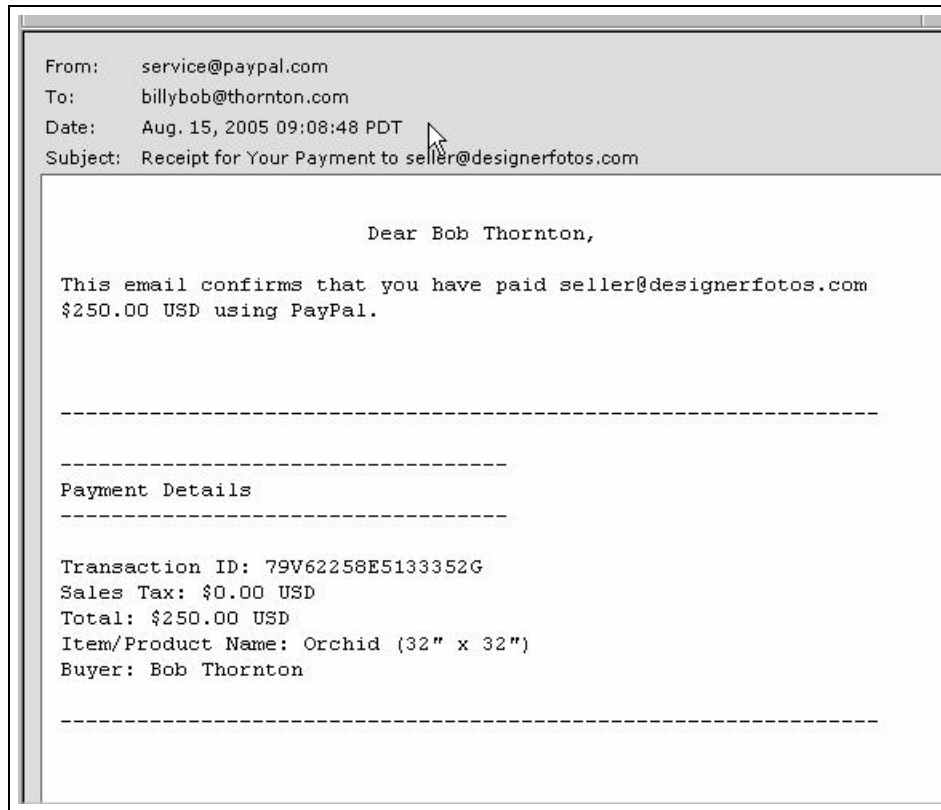 From: service@paypal.com
To: billybob@thornton.com
Date: Aug. 15, 2005 09:08:48 PDT
Subject: Receipt for Your Payment to seller@designerfotos.com
Dear Bob Thornton,
This email confirms that you have paid seller@designerfotos.com
$250.00 USD using PayPal.
----------------------------------------------------------------
-----------------------------------
Payment Details
-----------------------------------
Transaction ID: 79V62258E5133352G
Sales Tax: $0.00 USD
Total: $250.00 USD
Item/Product Name: Orchid (32" x 32")
Buyer: Bob Thornton
----------------------------------------------------------------